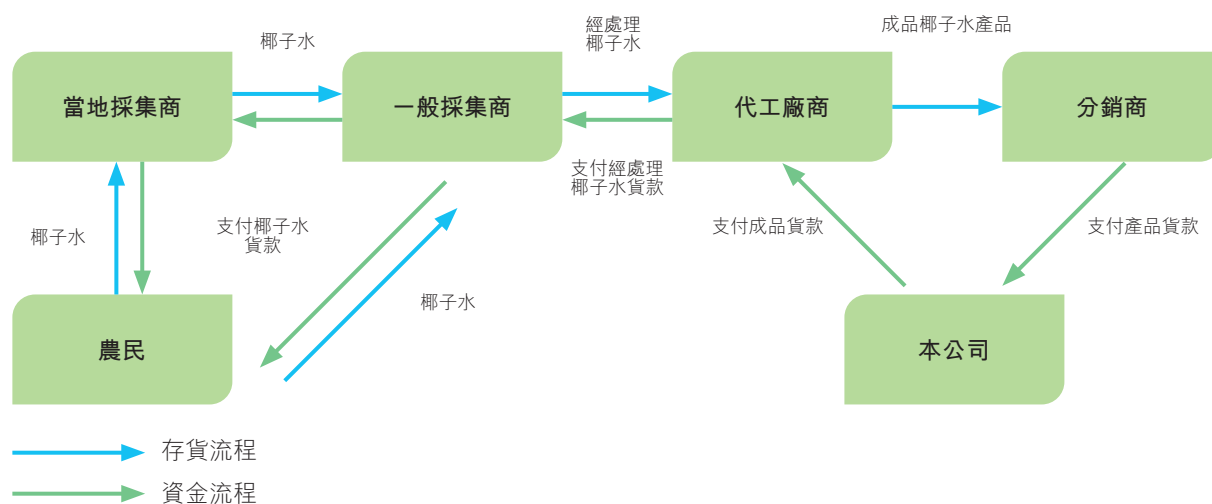 椰子水
經處理
椰子水
成品椰子水產品
當地採集商
一般採集商
代工廠商
分銷商
支付經處理
椰子水貨款
椰子水
支付椰子水
貨款
支付成品貨款
支付產品貨款
椰子水
農民
本公司
存貨流程
資金流程